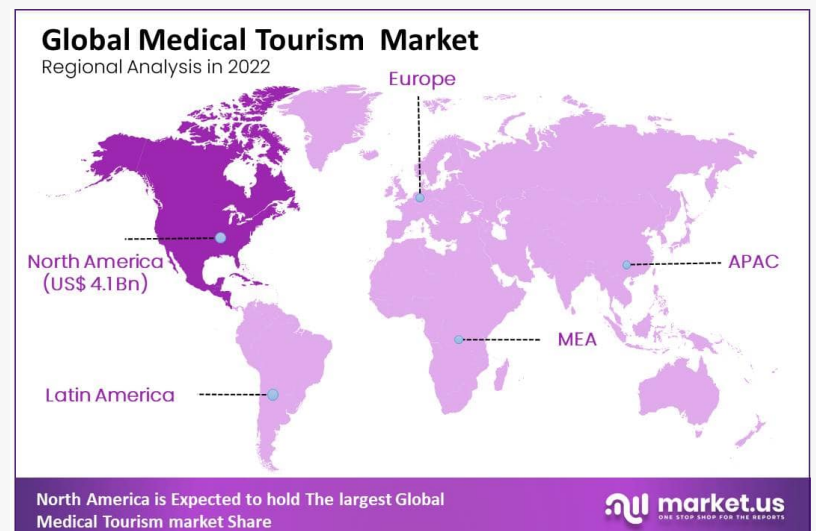 Global Medical Tourism Market
Regional Analysis in 2022
Europe
North America
(US$ 4.1Bn)
APAC
MEA
Latin America
North America is Expected to hold The largest Global
Medical Tourism market Share
market.us
ONE STOP SHOP FOR THE REPORTS